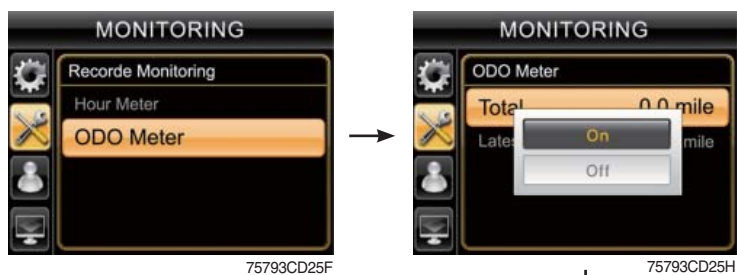 MONITORING
Recorde Monitoring
Hour Meter
ODO Meter
75793CD25F
MONITORING
ODO Meter
Total 0.0 mile
mile
On
Off
75793CD25H